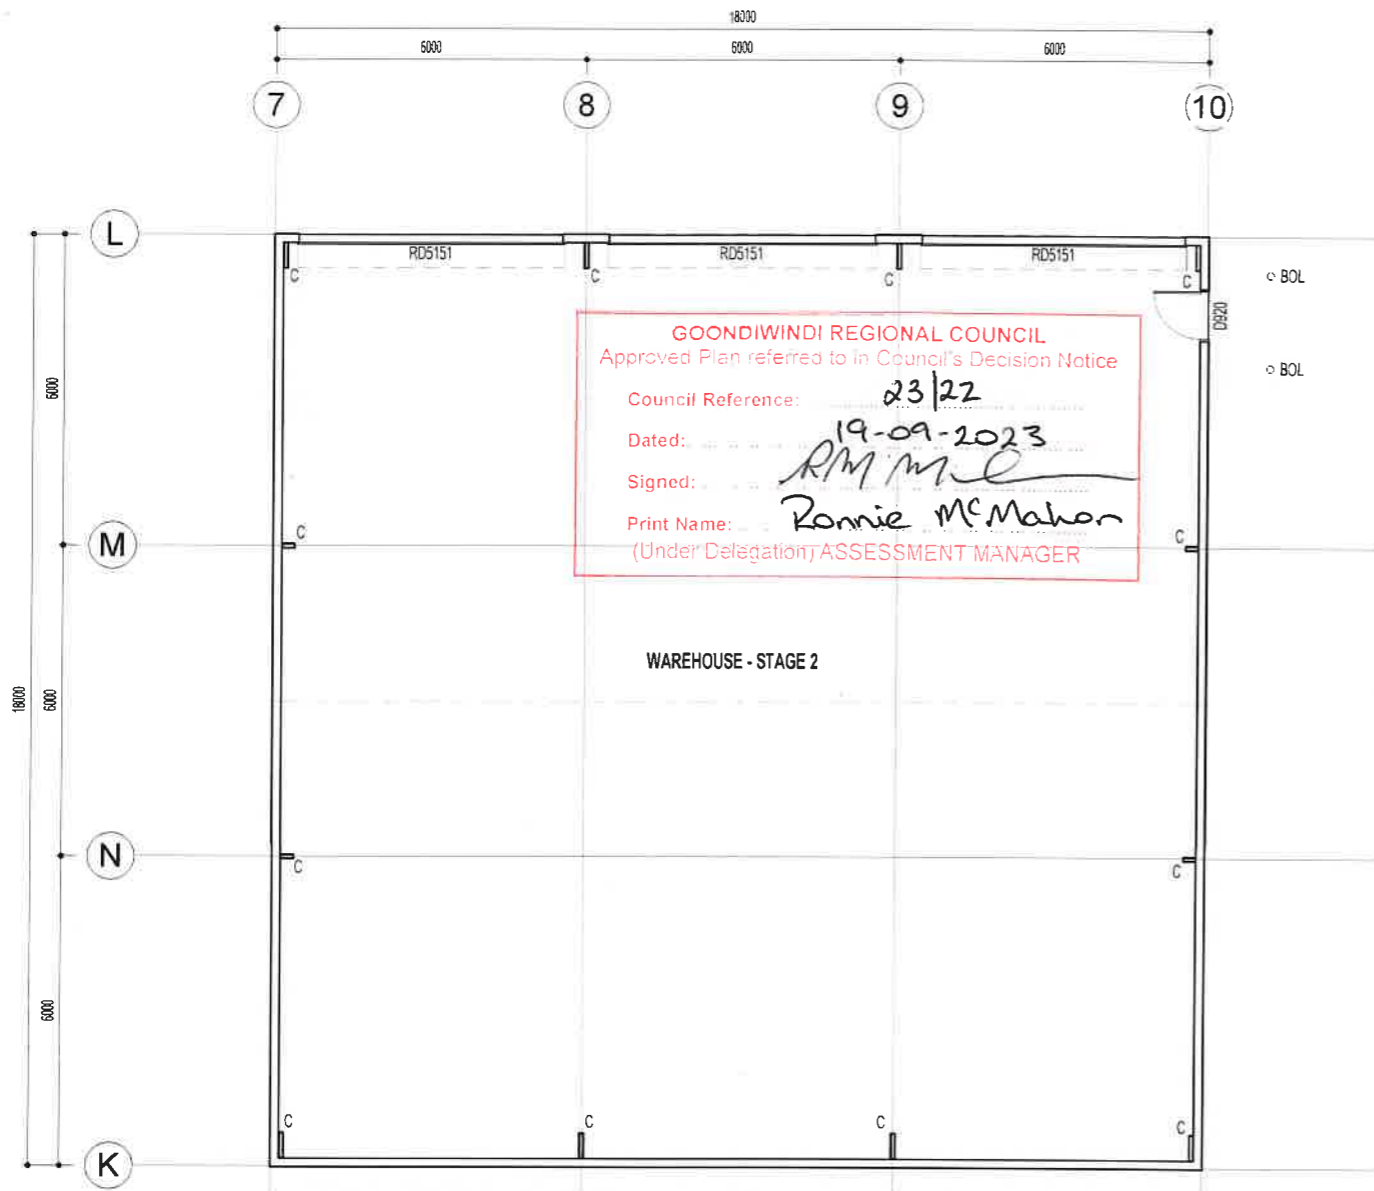 18000
6000 6000 6000
7 8 9 10
L
RD5151 RD5151 RD5151
C C C C
BOL
D920
BOL
6000
GOONDIWINDI REGIONAL COUNCIL
Approved Plan referred to in Council's Decision Notice
Council Reference: 23/22
Dated: 19-09-2023
Signed:
Print Name: Ronnie McMahon
(Under Delegation) ASSESSMENT MANAGER
M
C C
WAREHOUSE - STAGE 2
18000
6000
N
C C
6000
C C C C
K